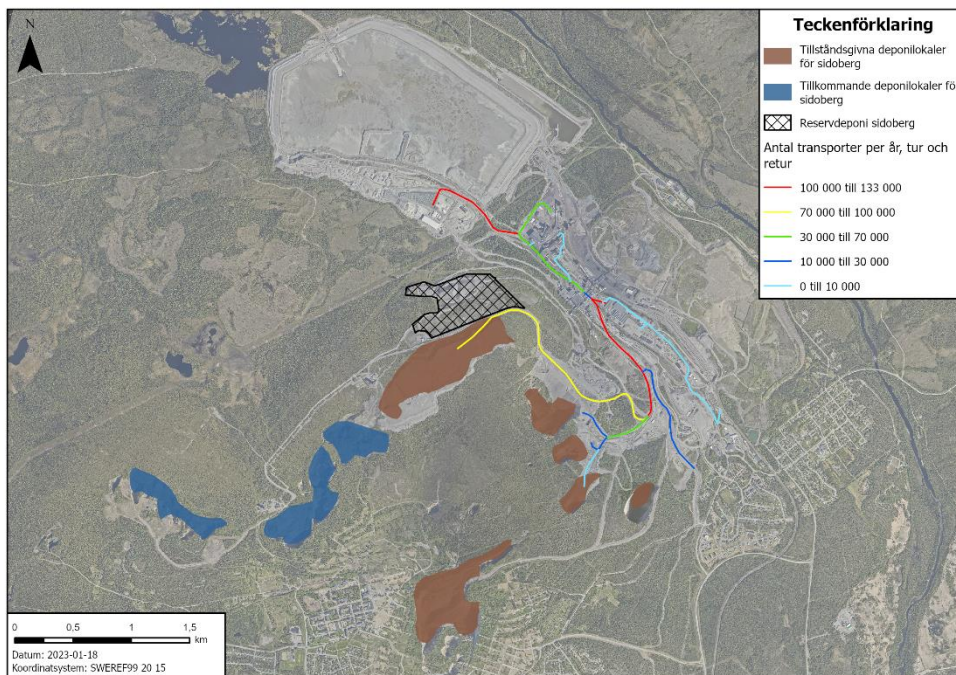 N
Teckenförklaring
Tillståndsgivna deponilokaler
för sidoberg
Tillkommande deponilokaler fö
sidoberg
Reservdeponi sidoberg
Antal transporter per år, tur och
retur
100 000 till 133 000
70 000 till 100 000
30 000 till 70 000
10 000 till 30 000
0 till 10 000
0 0,5 1 1,5
km
Datum: 2023-01-18
Koordinatsystem: SWEREF99 20 15